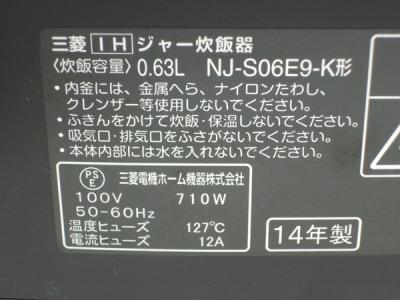 三菱 IH ジャー炊飯器
〈炊飯容量〉0.63L NJ-S06E9-K形
・内釜には、金属へら、ナイロンたわし、
クレンザー等使用しないでください。
・ふきんをかけて炊飯・保温しないでください。
・吸気口・排気口をふさがないでください。
・本体内部には水を入れないでください。
PS
E
三菱電機ホーム機器株式会社
100V 710W
50-60Hz
温度ヒューズ 127℃
電流ヒューズ 12A
14年製